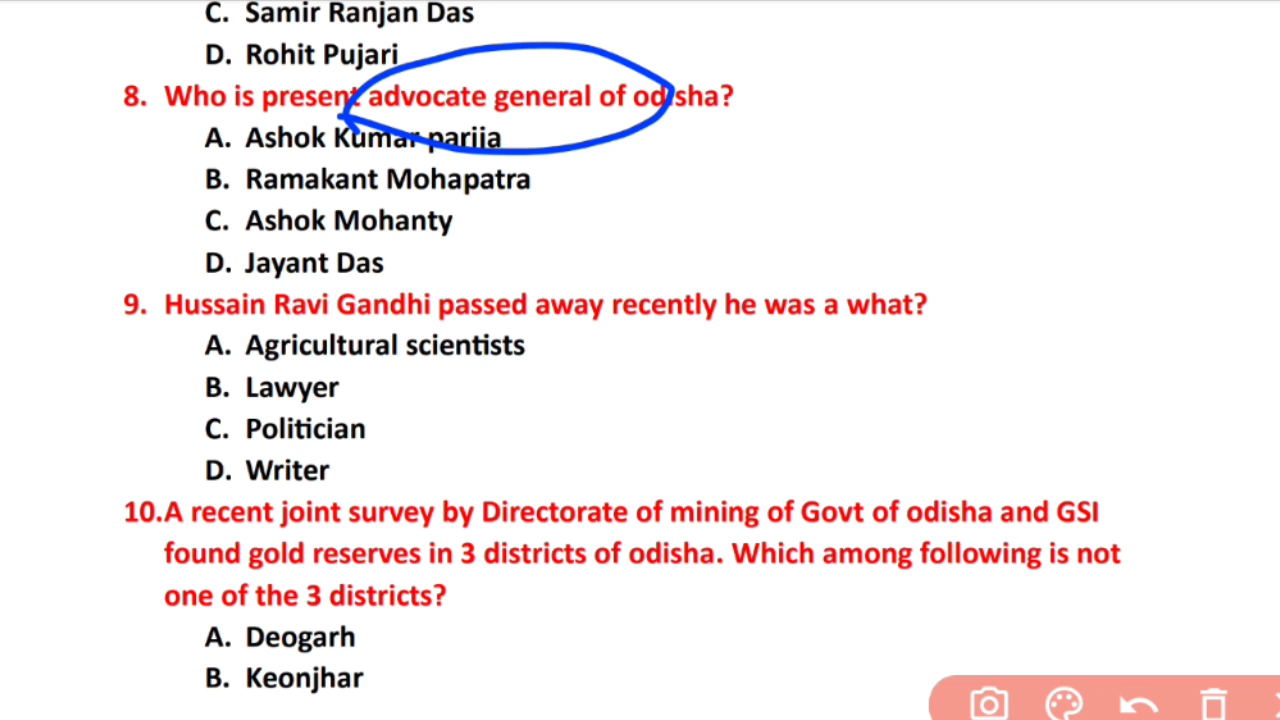 C. Samir Ranjan Das
D. Rohit Pujari
8. Who is present advocate general of odisha?
A. Ashok Kumar parija
B. Ramakant Mohapatra
C. Ashok Mohanty
D. Jayant Das
9. Hussain Ravi Gandhi passed away recently he was a what?
A. Agricultural scientists
B. Lawyer
C. Politician
D. Writer
10.A recent joint survey by Directorate of mining of Govt of odisha and GSI
found gold reserves in 3 districts of odisha. Which among following is not
one of the 3 districts?
A. Deogarh
B. Keonjhar